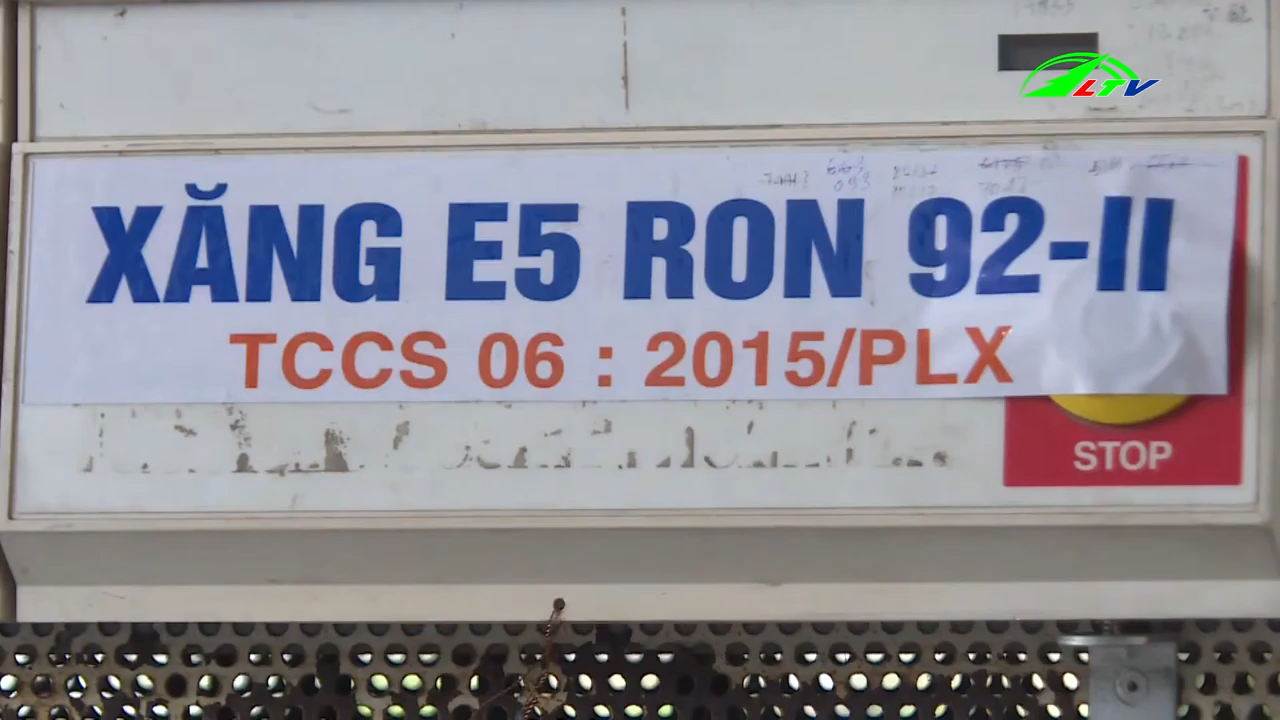 LTV
XĂNG E5 RON 92-II
TCCS 06 : 2015/PLX
STOP